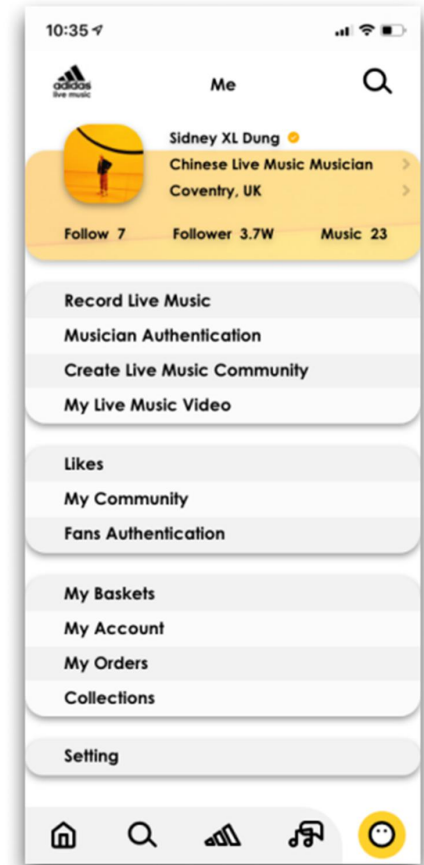 10:35
adidas
live music
Me
Sidney XL Dung
Chinese Live Music Musician
Coventry, UK
Follow 7 Follower 3.7W Music 23
Record Live Music
Musician Authentication
Create Live Music Community
My Live Music Video
Likes
My Community
Fans Authentication
My Baskets
My Account
My Orders
Collections
Setting